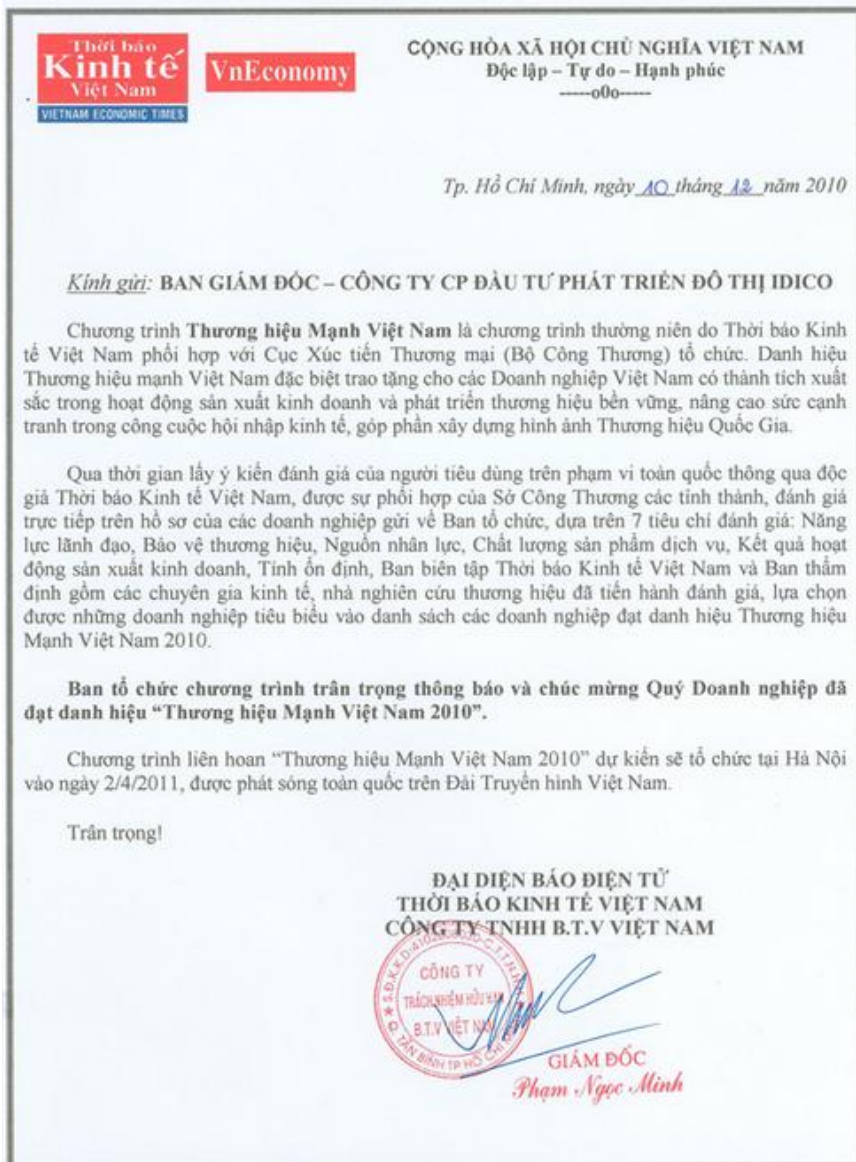 Thời báo
Kinh tế
Việt Nam
VIETNAM ECONOMIC TIMES
VnEconomy
CỘNG HÒA XÃ HỘI CHỦ NGHĨA VIỆT NAM
Độc lập – Tự do – Hạnh phúc
-----o0o-----
Tp. Hồ Chí Minh, ngày 10 tháng 12 năm 2010
Kính gửi: BAN GIÁM ĐỐC – CÔNG TY CP ĐẦU TƯ PHÁT TRIỂN ĐÔ THỊ IDICO
Chương trình Thương hiệu Mạnh Việt Nam là chương trình thường niên do Thời báo Kinh
tế Việt Nam phối hợp với Cục Xúc tiến Thương mại (Bộ Công Thương) tổ chức. Danh hiệu
Thương hiệu mạnh Việt Nam đặc biệt trao tặng cho các Doanh nghiệp Việt Nam có thành tích xuất
sắc trong hoạt động sản xuất kinh doanh và phát triển thương hiệu bền vững, nâng cao sức cạnh
tranh trong công cuộc hội nhập kinh tế, góp phần xây dựng hình ảnh Thương hiệu Quốc Gia.
Qua thời gian lấy ý kiến đánh giá của người tiêu dùng trên phạm vi toàn quốc thông qua độc
giả Thời báo Kinh tế Việt Nam, được sự phối hợp của Sở Công Thương các tỉnh thành, đánh giá
trực tiếp trên hồ sơ của các doanh nghiệp gửi về Ban tổ chức, dựa trên 7 tiêu chí đánh giá: Năng
lực lãnh đạo, Bảo vệ thương hiệu, Nguồn nhân lực, Chất lượng sản phẩm dịch vụ, Kết quả hoạt
động sản xuất kinh doanh, Tính ổn định, Ban biên tập Thời báo Kinh tế Việt Nam và Ban thẩm
định gồm các chuyên gia kinh tế, nhà nghiên cứu thương hiệu đã tiến hành đánh giá, lựa chọn
được những doanh nghiệp tiêu biểu vào danh sách các doanh nghiệp đạt danh hiệu Thương hiệu
Mạnh Việt Nam 2010.
Ban tổ chức chương trình trân trọng thông báo và chúc mừng Quý Doanh nghiệp đã
đạt danh hiệu “Thương hiệu Mạnh Việt Nam 2010”.
Chương trình liên hoan “Thương hiệu Mạnh Việt Nam 2010” dự kiến sẽ tổ chức tại Hà Nội
vào ngày 2/4/2011, được phát sóng toàn quốc trên Đài Truyền hình Việt Nam.
Trân trọng!
ĐẠI DIỆN BÁO ĐIỆN TỬ
THỜI BÁO KINH TẾ VIỆT NAM
CÔNG TY TNHH B.T.V VIỆT NAM
CÔNG TY
TRÁCH NHIỆM HỮU HẠN
B.T.V VIỆT NAM
Q. TÂN BÌNH TP HỒ CHÍ
GIÁM ĐỐC
Phạm Ngọc Minh